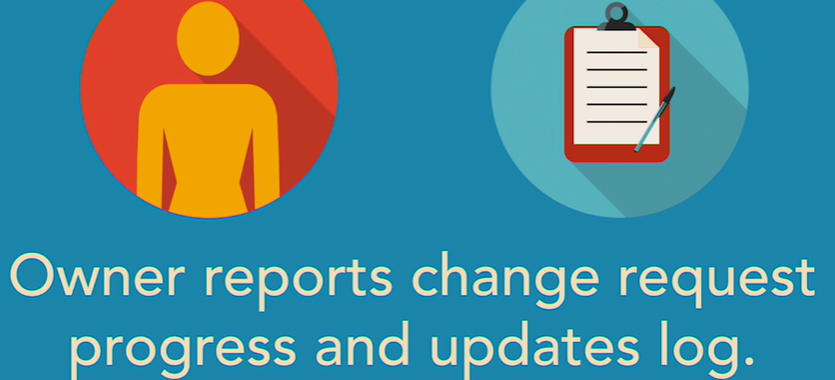 Owner reports change request
progress and updates log.